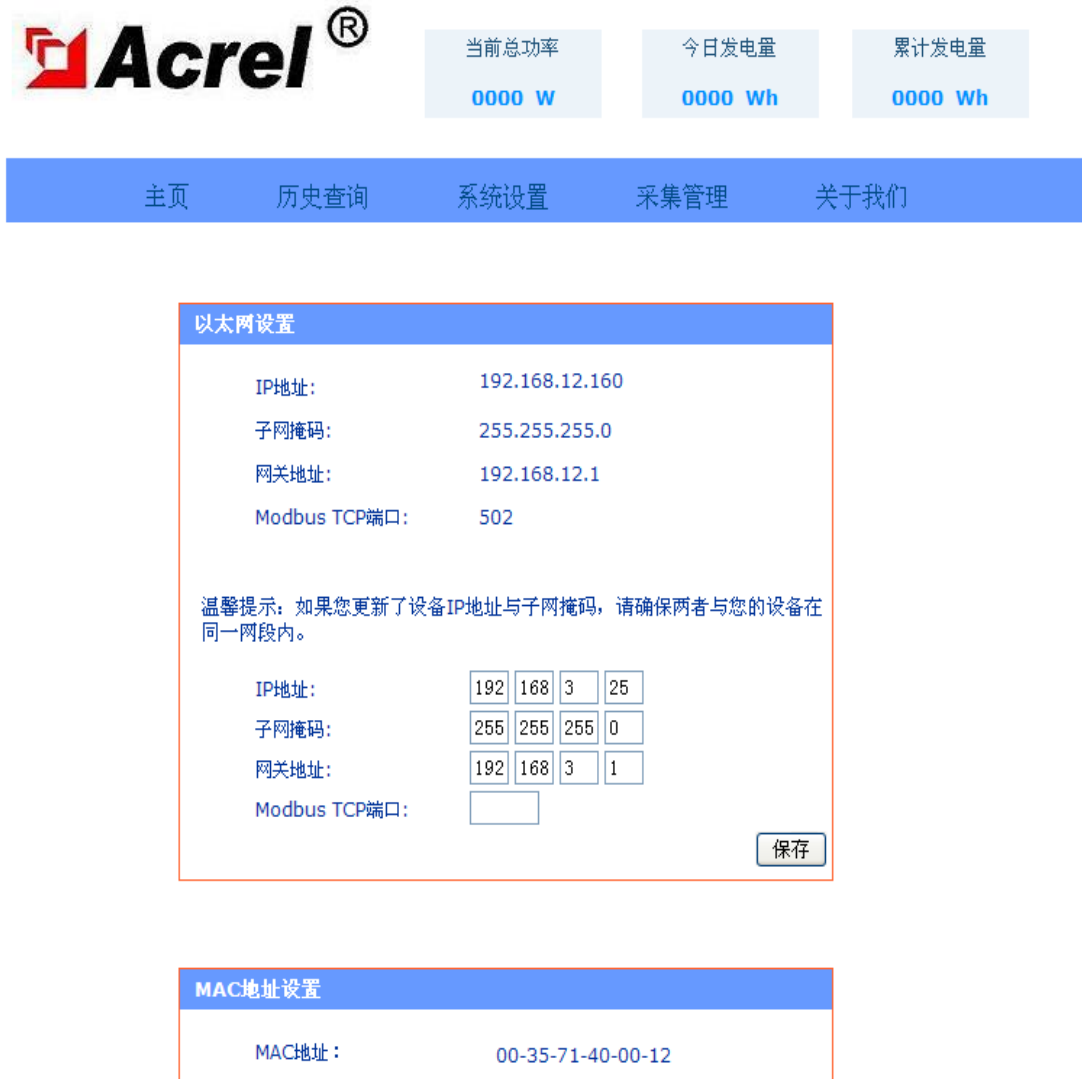 Acrel®
当前总功率 今日发电量 累计发电量
0000 W 0000 Wh 0000 Wh
主页 历史查询 系统设置 采集管理 关于我们
以太网设置
IP地址: 192.168.12.160
子网掩码: 255.255.255.0
网关地址: 192.168.12.1
Modbus TCP端口: 502
温馨提示：如果您更新了设备IP地址与子网掩码，请确保两者与您的设备在
同一网段内。
IP地址: 192 168 3 25
子网掩码: 255 255 255 0
网关地址: 192 168 3 1
Modbus TCP端口:
保存
MAC地址设置
MAC地址： 00-35-71-40-00-12